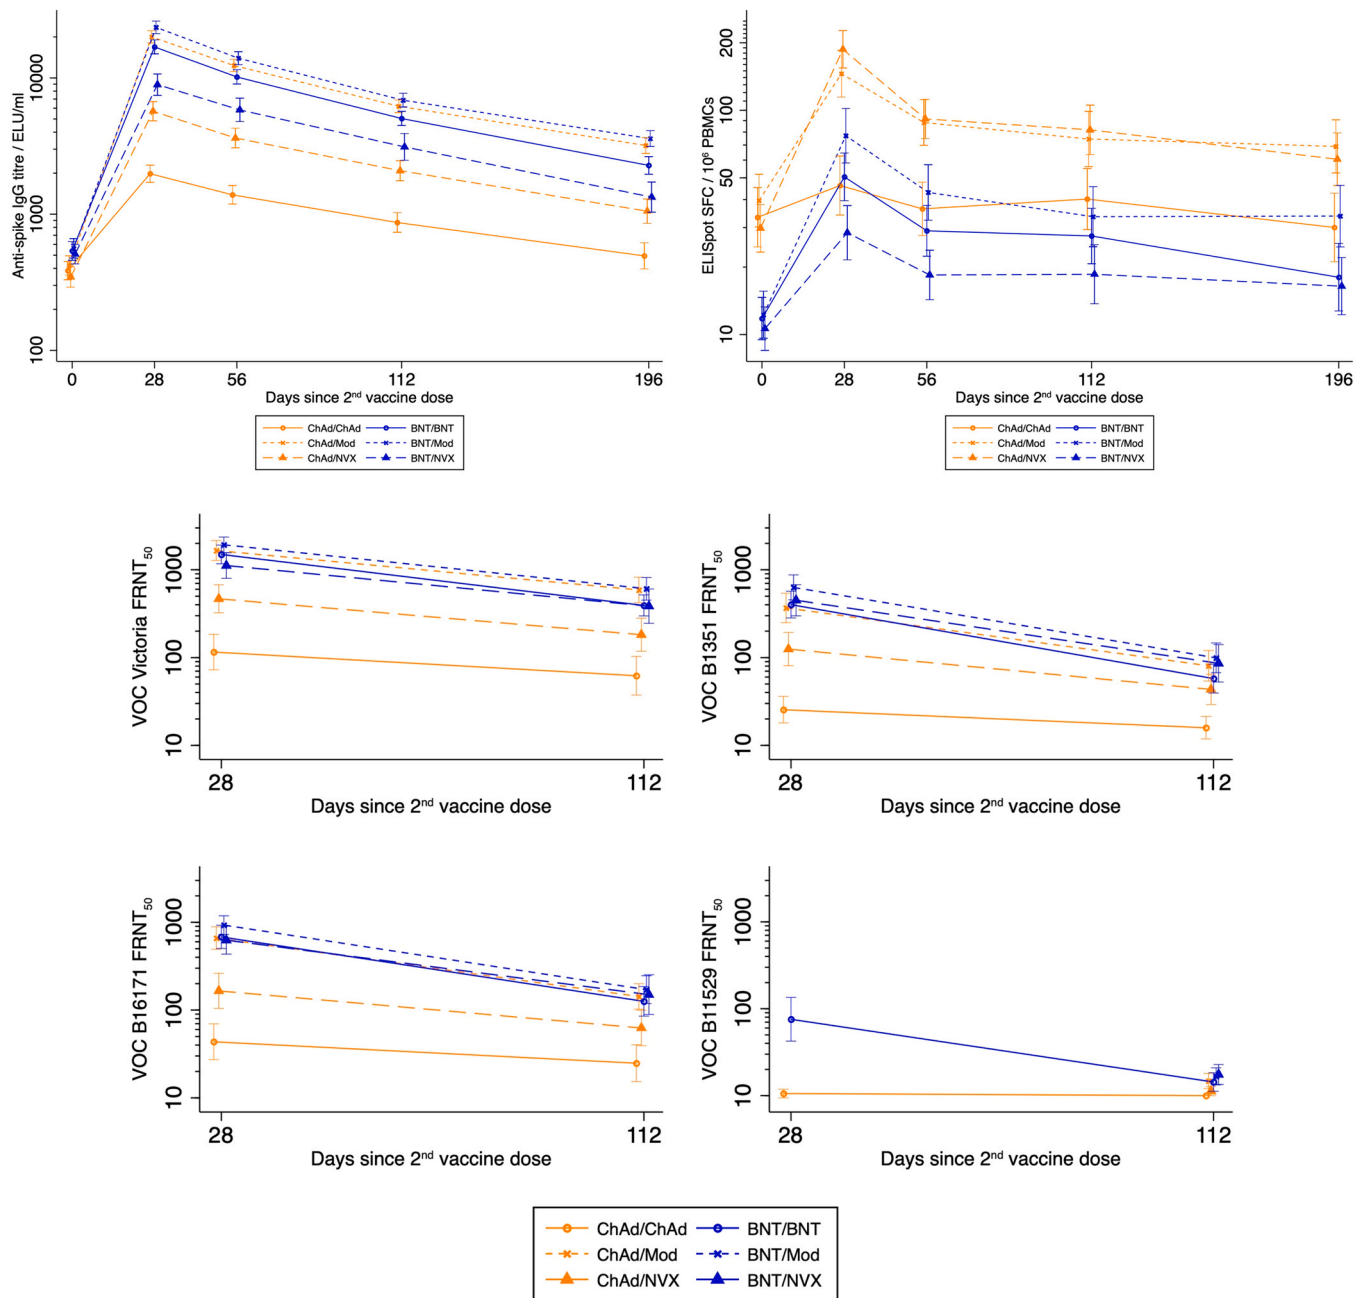 Anti-spike IgG titre / ELU/ml
10000
1000
100
0 28 56 112 196
Days since 2nd vaccine dose
ChAd/ChAd BNT/BNT
ChAd/Mod BNT/Mod
ChAd/NVX BNT/NVX
ELISpot SFC / 10⁶ PBMCs
200
100
50
10
0 28 56 112 196
Days since 2nd vaccine dose
ChAd/ChAd BNT/BNT
ChAd/Mod BNT/Mod
ChAd/NVX BNT/NVX
VOC Victoria FRNT50
1000
100
10
28 112
Days since 2nd vaccine dose
VOC B1351 FRNT50
1000
100
10
28 112
Days since 2nd vaccine dose
VOC B16171 FRNT50
1000
100
10
28 112
Days since 2nd vaccine dose
VOC B11529 FRNT50
1000
100
10
28 112
Days since 2nd vaccine dose
ChAd/ChAd BNT/BNT
ChAd/Mod BNT/Mod
ChAd/NVX BNT/NVX